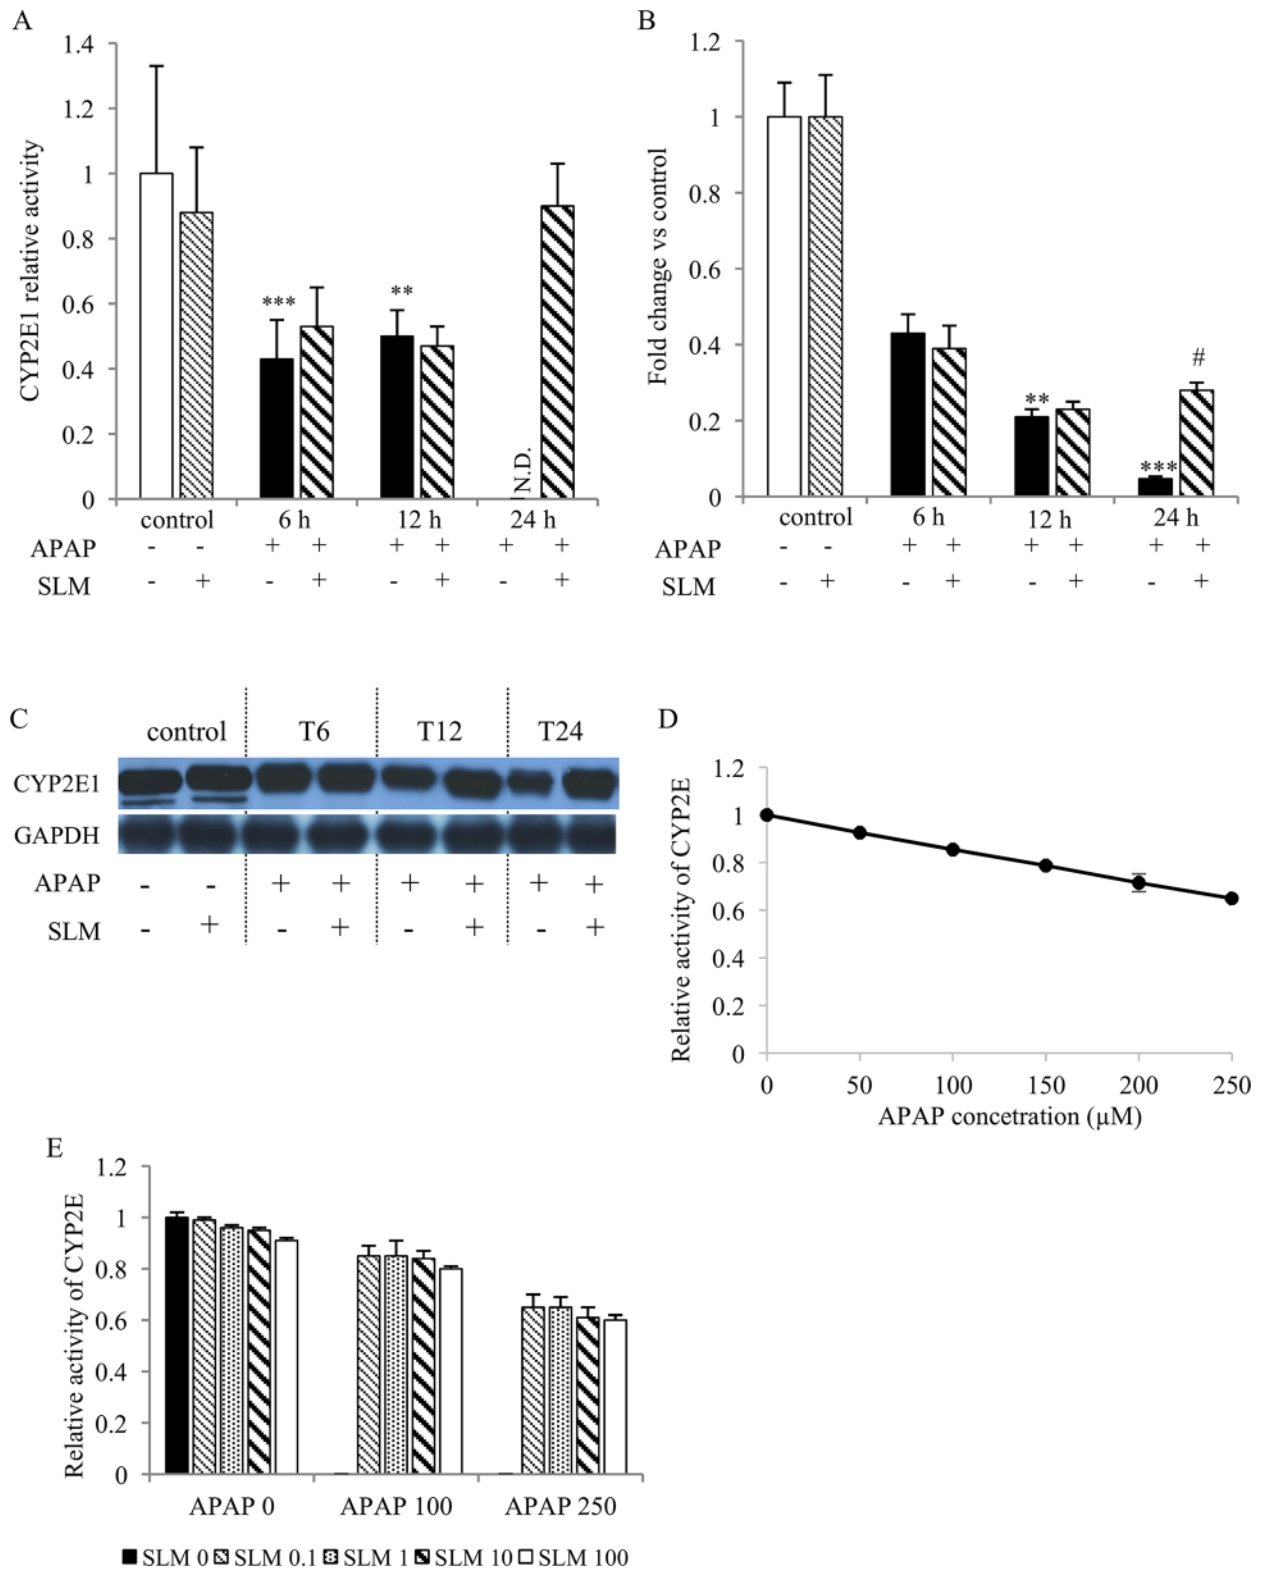 A
CYP2E1 relative activity
1.4
1.2
1
0.8
0.6
0.4
0.2
0
***
**
N.D.
control 6 h 12 h 24 h
APAP - - + + + + + +
SLM - + - + - + - +
B
Fold change vs control
1.2
1
0.8
0.6
0.4
0.2
0
**
***
#
control 6 h 12 h 24 h
APAP - - + + + + + +
SLM - + - + - + - +
C
control T6 T12 T24
CYP2E1
GAPDH
APAP - - + + + + + +
SLM - + - + - + - +
D
Relative activity of CYP2E
1.2
1
0.8
0.6
0.4
0.2
0
0 50 100 150 200 250
APAP concetration (µM)
E
Relative activity of CYP2E
1.2
1
0.8
0.6
0.4
0.2
0
APAP 0 APAP 100 APAP 250
SLM 0 SLM 0.1 SLM 1 SLM 10 SLM 100